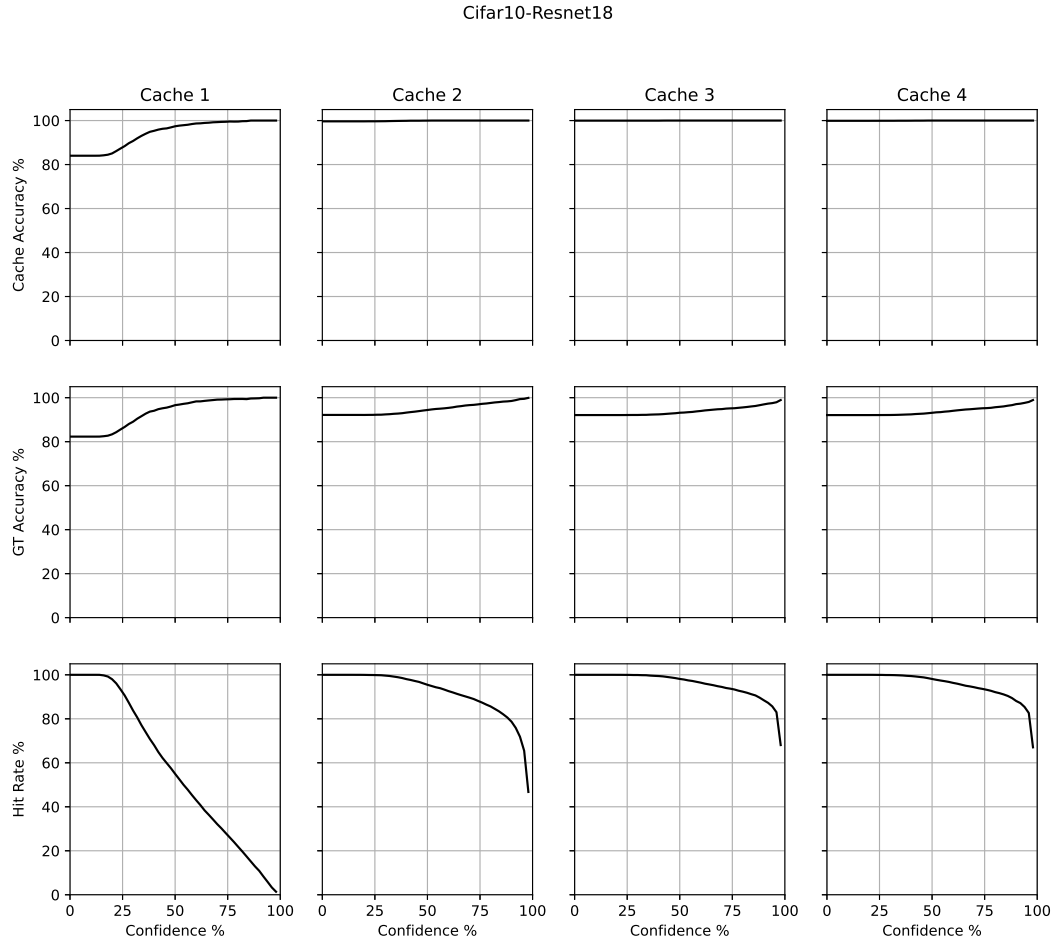 Cifar10-Resnet18
Cache 1
Cache 2
Cache 3
Cache 4
Cache Accuracy %
100
80
60
40
20
0
GT Accuracy %
100
80
60
40
20
0
Hit Rate %
100
80
60
40
20
0
0 25 50 75 100
0 25 50 75 100
0 25 50 75 100
0 25 50 75 100
Confidence %
Confidence %
Confidence %
Confidence %